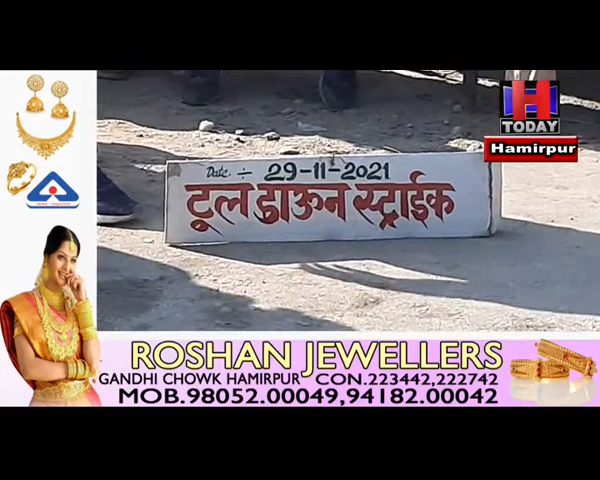 H
TODAY
Hamirpur
Date ÷ 29-11-2021
टूल डाऊन स्ट्राईक
ROSHAN JEWELLERS
GANDHI CHOWK HAMIRPUR CON.223442,222742
MOB.98052.00049,94182.00042